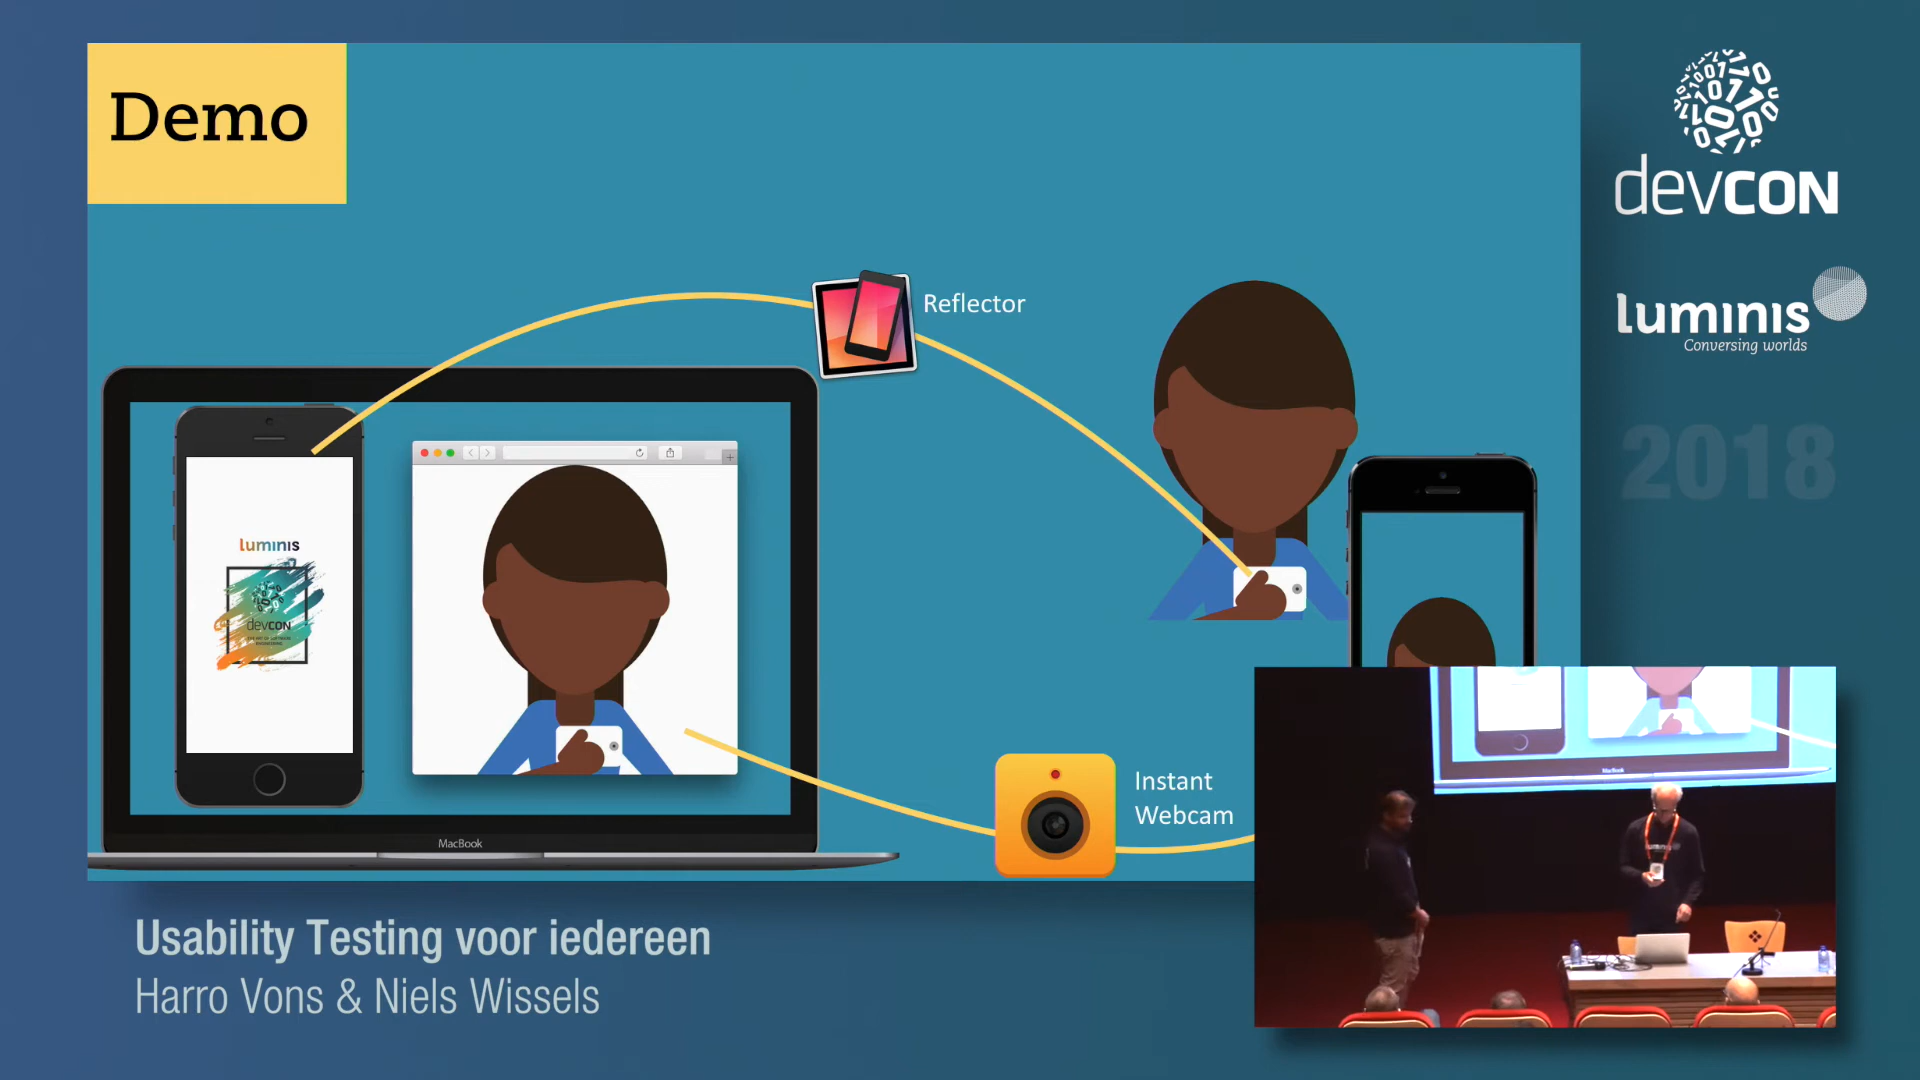 Demo
devcon
luminis
Conversing worlds
2018
Reflector
luminis
devcon
MacBook
Instant
Webcam
Usability Testing voor iedereen
Harro Vons & Niels Wissels